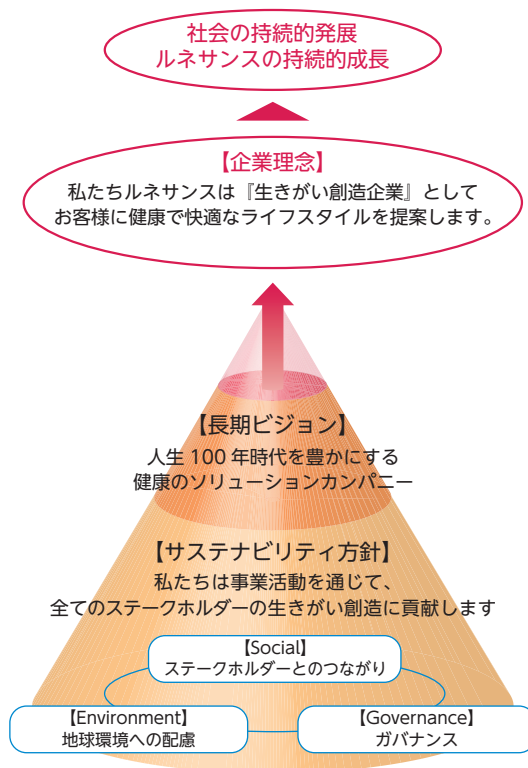 社会の持続的発展
ルネサンスの持続的成長
【企業理念】
私たちルネサンスは『生きがい創造企業』として
お客様に健康で快適なライフスタイルを提案します。
【長期ビジョン】
人生100年時代を豊かにする
健康のソリューションカンパニー
【サステナビリティ方針】
私たちは事業活動を通じて、
全てのステークホルダーの生きがい創造に貢献します
【Social】
ステークホルダーとのつながり
【Environment】
地球環境への配慮
【Governance】
ガバナンス